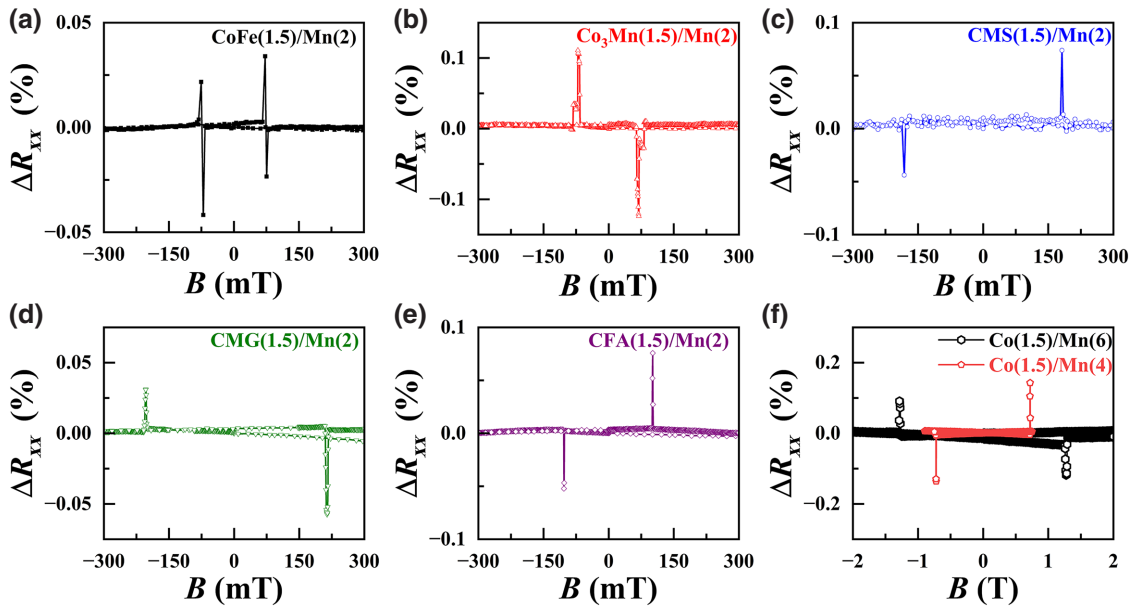 (a)
CoFe(1.5)/Mn(2)
0.05
0.00
−0.05
ΔRxx (%)
−300 −150 0 150 300
B (mT)
(b)
Co₃Mn(1.5)/Mn(2)
0.1
0.0
−0.1
ΔRxx (%)
−300 −150 0 150 300
B (mT)
(c)
CMS(1.5)/Mn(2)
0.1
0.0
−0.1
ΔRxx (%)
−300 −150 0 150 300
B (mT)
(d)
CMG(1.5)/Mn(2)
0.05
0.00
−0.05
ΔRxx (%)
−300 −150 0 150 300
B (mT)
(e)
CFA(1.5)/Mn(2)
0.1
0.0
−0.1
ΔRxx (%)
−300 −150 0 150 300
B (mT)
(f)
Co(1.5)/Mn(6)
Co(1.5)/Mn(4)
0.2
0.0
−0.2
ΔRxx (%)
−2 −1 0 1 2
B (T)